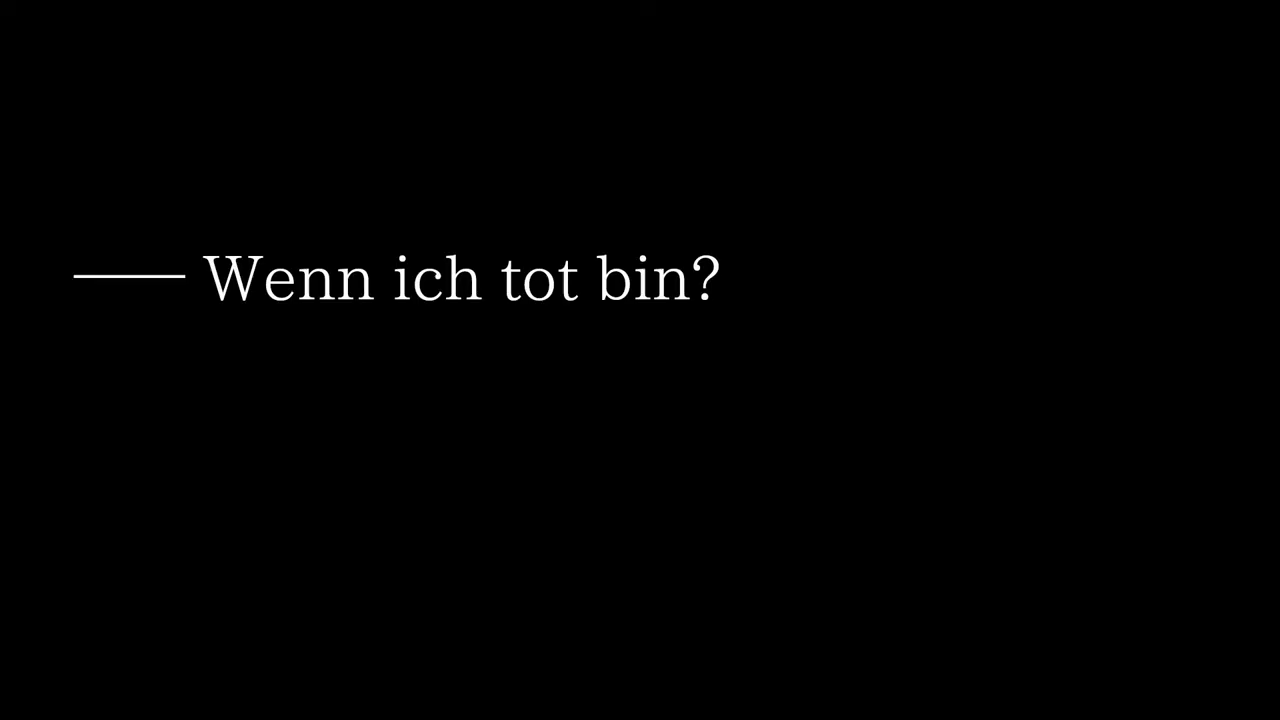 —— Wenn ich tot bin?